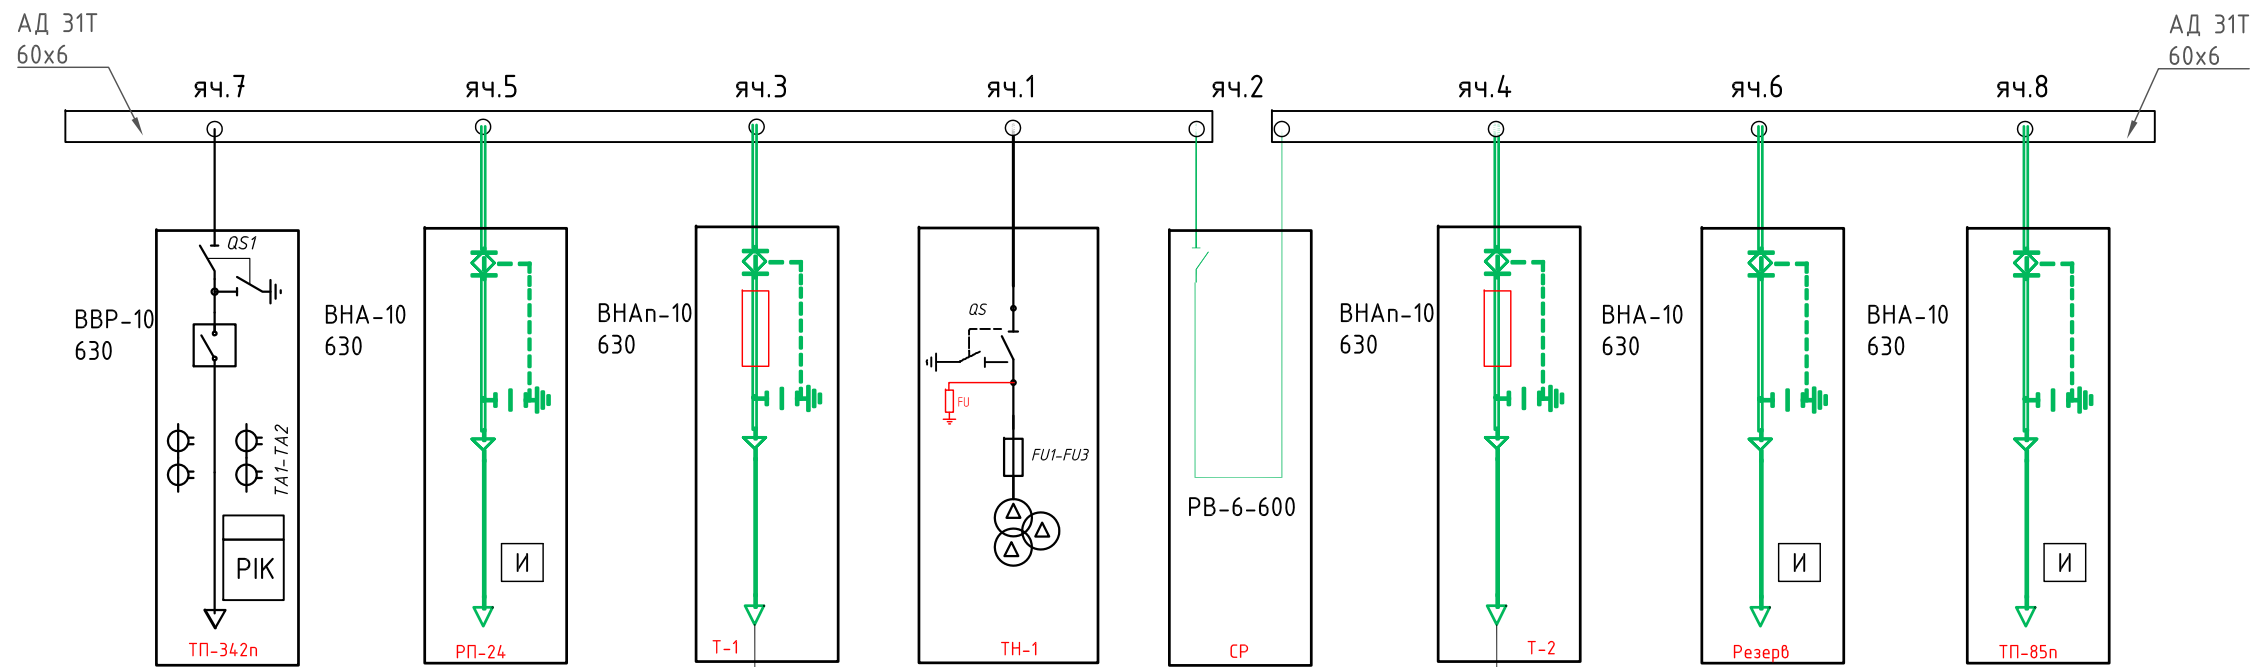 АД 31Т
60х6
АД 31Т
60х6
яч.7
яч.5
яч.3
яч.1
яч.2
яч.4
яч.6
яч.8
QS1
ВВР-10
630
ВНА-10
630
ВНАп-10
630
QS
ВНАп-10
630
ВНА-10
630
ВНА-10
630
FU
TA1-TA2
FU1-FU3
РВ-6-600
РІК
И
И
И
ТП-342п
РП-24
Т-1
ТН-1
СР
Т-2
Резерв
ТП-85п